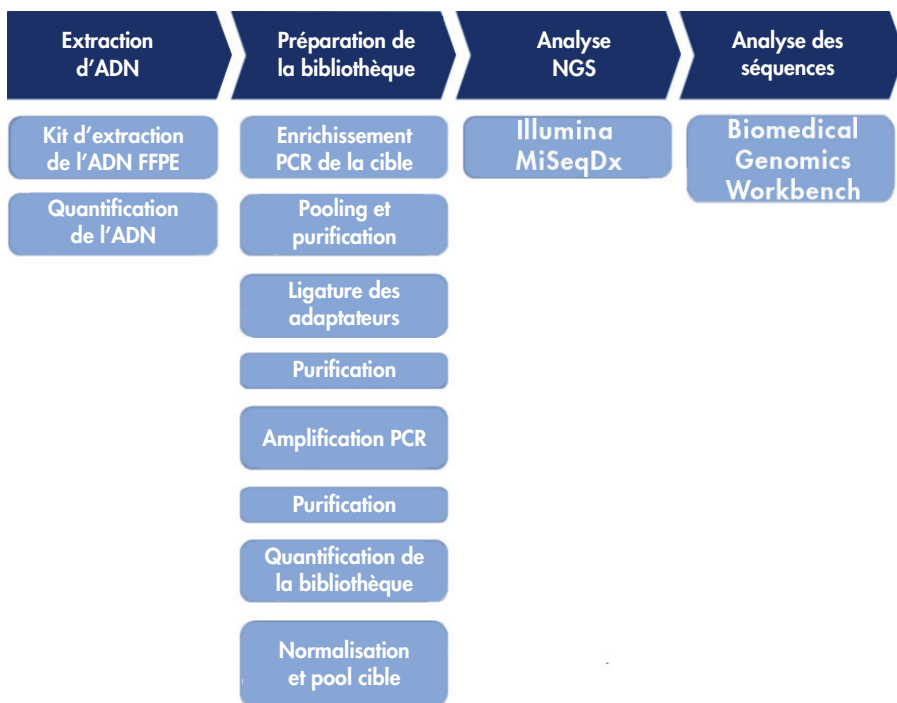 Extraction
d'ADN
Préparation de
la bibliothèque
Analyse
NGS
Analyse des
séquences
Kit d'extraction
de l'ADN FFPE
Quantification
de l'ADN
Enrichissement
PCR de la cible
Pooling et
purification
Ligature des
adaptateurs
Purification
Amplification PCR
Purification
Quantification de
la bibliothèque
Normalisation
et pool cible
Illumina
MiSeqDx
Biomedical
Genomics
Workbench